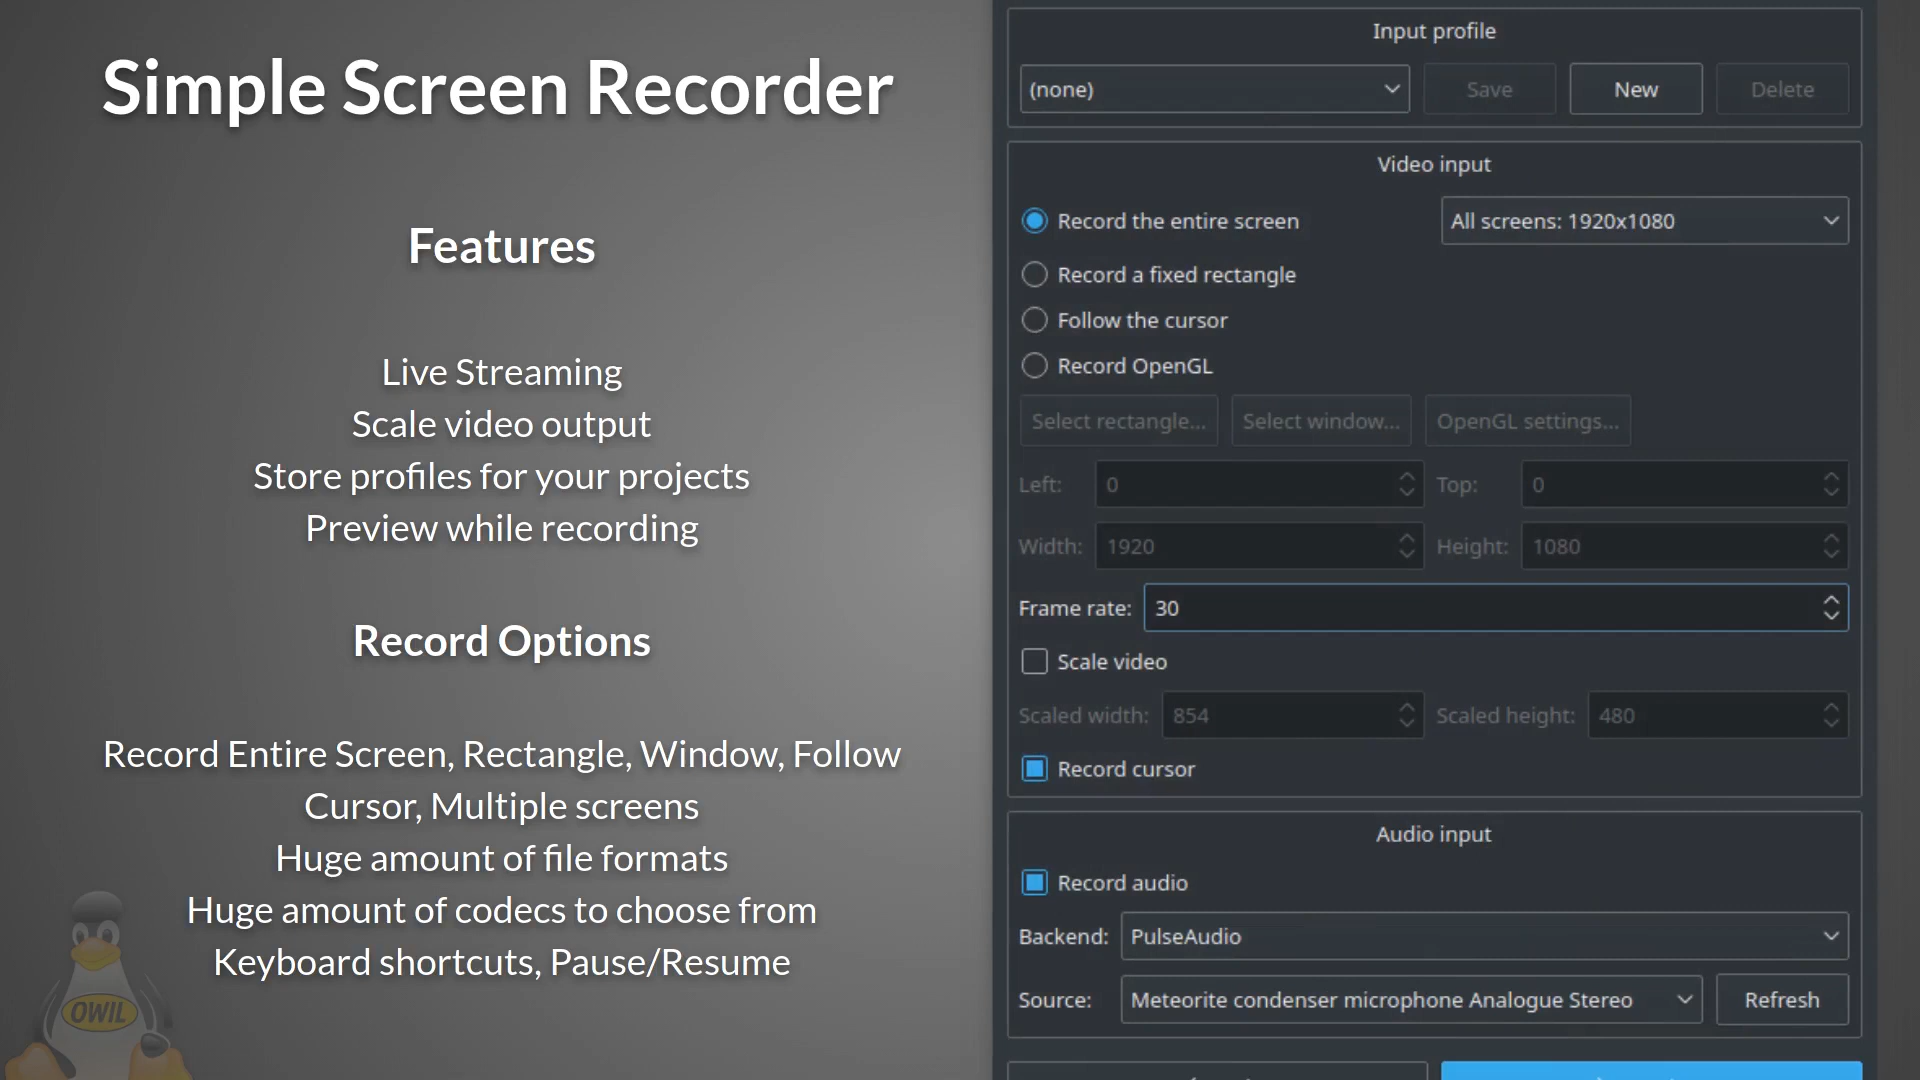 Simple Screen Recorder
Features
Live Streaming
Scale video output
Store profiles for your projects
Preview while recording
Record Options
Record Entire Screen, Rectangle, Window, Follow
Cursor, Multiple screens
Huge amount of file formats
Huge amount of codecs to choose from
Keyboard shortcuts, Pause/Resume
OWIL
Input profile
(none) Save New Delete
Video input
Record the entire screen All screens: 1920x1080
Record a fixed rectangle
Follow the cursor
Record OpenGL
Select rectangle... Select window... OpenGL settings...
Left: 0 Top: 0
Width: 1920 Height: 1080
Frame rate: 30
Scale video
Scaled width: 854 Scaled height: 480
Record cursor
Audio input
Record audio
Backend: PulseAudio
Source: Meteorite condenser microphone Analogue Stereo Refresh